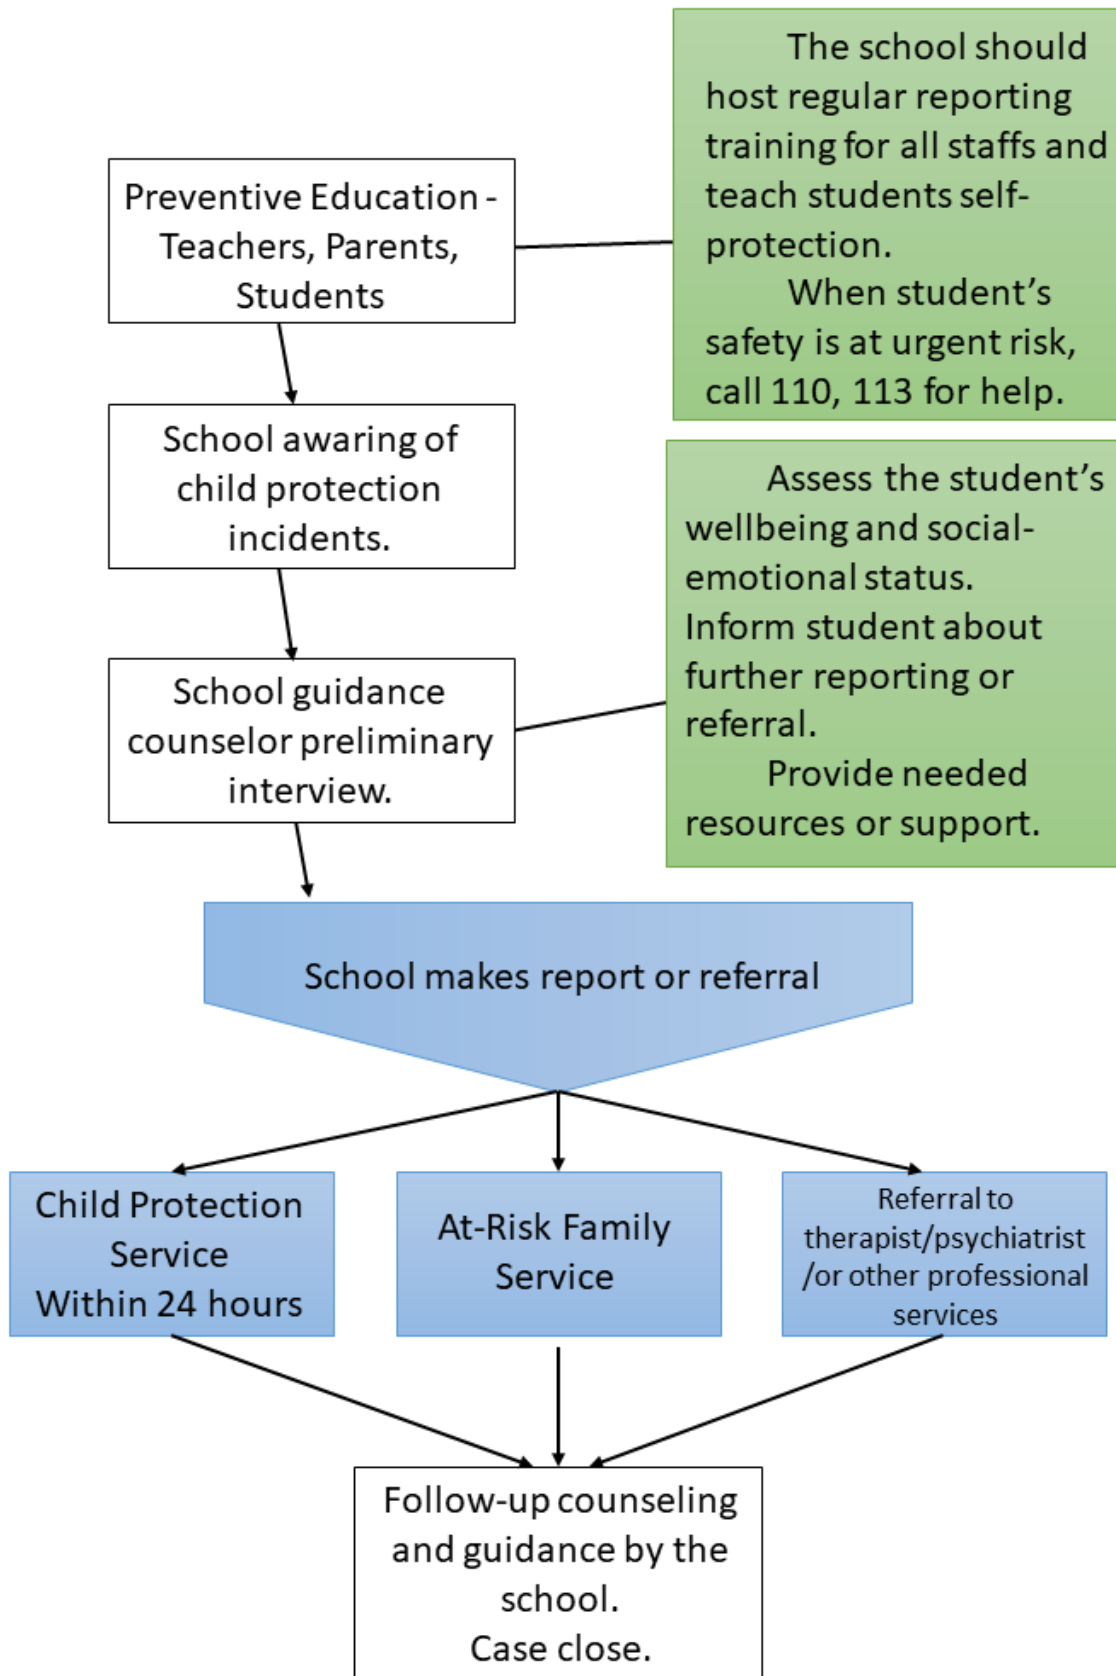 The school should
host regular reporting
training for all staffs and
teach students self-
protection.
When student’s
safety is at urgent risk,
call 110, 113 for help.
Preventive Education -
Teachers, Parents,
Students
School awaring of
child protection
incidents.
Assess the student’s
wellbeing and social-
emotional status.
Inform student about
further reporting or
referral.
Provide needed
resources or support.
School guidance
counselor preliminary
interview.
School makes report or referral
Child Protection
Service
Within 24 hours
At-Risk Family
Service
Referral to
therapist/psychiatrist
/or other professional
services
Follow-up counseling
and guidance by the
school.
Case close.